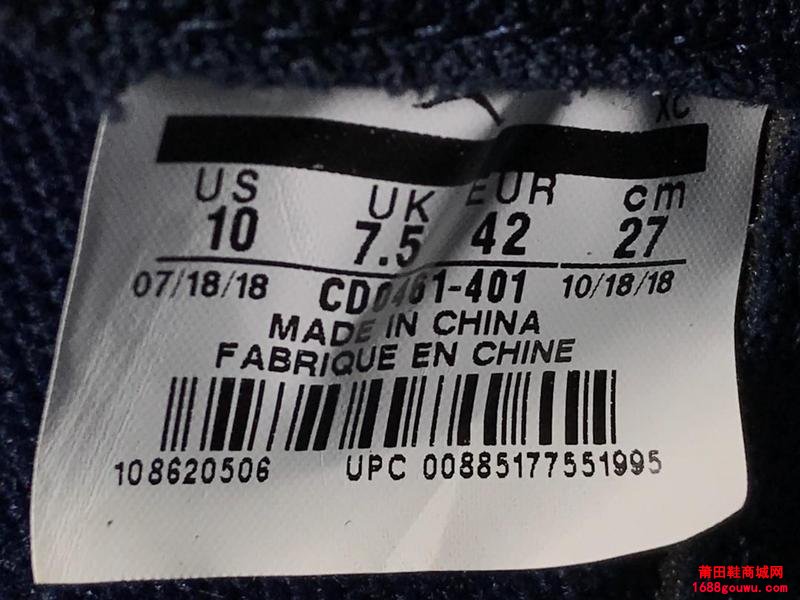 XC
US UK EUR cm
10 7.5 42 27
07/18/18 CD0461-401 10/18/18
MADE IN CHINA
FABRIQUE EN CHINE
108620506 UPC 00885177551995
莆田鞋商城网
1688gouwu.com